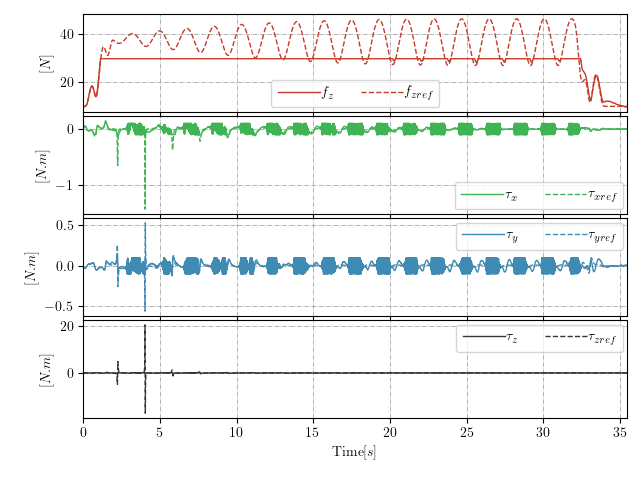 40
20
[N]
f_z f_zref
0
−1
[N.m]
τ_x τ_xref
0.5
0.0
−0.5
[N.m]
τ_y τ_yref
20
0
[N.m]
τ_z τ_zref
0 5 10 15 20 25 30 35
Time[s]